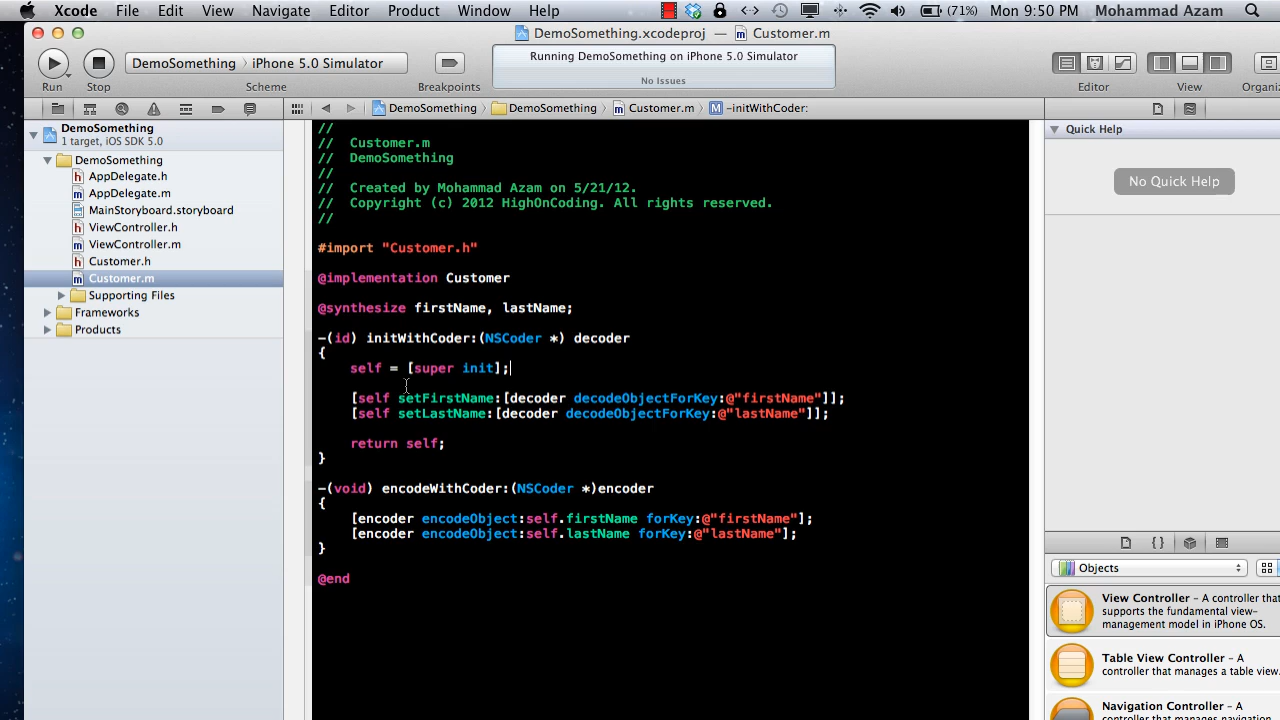 Xcode File Edit View Navigate Editor Product Window Help (71%) Mon 9:50 PM Mohammad Azam
DemoSomething.xcodeproj — Customer.m
DemoSomething iPhone 5.0 Simulator
Running DemoSomething on iPhone 5.0 Simulator
No Issues
Run Stop Scheme Breakpoints Editor View Organi
DemoSomething DemoSomething Customer.m M -initWithCoder:
DemoSomething
1 target, iOS SDK 5.0
DemoSomething
h AppDelegate.h
m AppDelegate.m
MainStoryboard.storyboard
h ViewController.h
m ViewController.m
h Customer.h
m Customer.m
Supporting Files
Frameworks
Products
//
// Customer.m
// DemoSomething
//
// Created by Mohammad Azam on 5/21/12.
// Copyright (c) 2012 HighOnCoding. All rights reserved.
//
#import "Customer.h"
@implementation Customer
@synthesize firstName, lastName;
-(id) initWithCoder:(NSCoder *) decoder
{
self = [super init];
[self setFirstName:[decoder decodeObjectForKey:@"firstName"]];
[self setLastName:[decoder decodeObjectForKey:@"lastName"]];
return self;
}
-(void) encodeWithCoder:(NSCoder *)encoder
{
[encoder encodeObject:self.firstName forKey:@"firstName"];
[encoder encodeObject:self.lastName forKey:@"lastName"];
}
@end
Quick Help
No Quick Help
{ }
Objects
View Controller - A controller that
supports the fundamental view-
management model in iPhone OS.
Table View Controller - A
controller that manages a table view.
Navigation Controller - A
controller that manages navigation